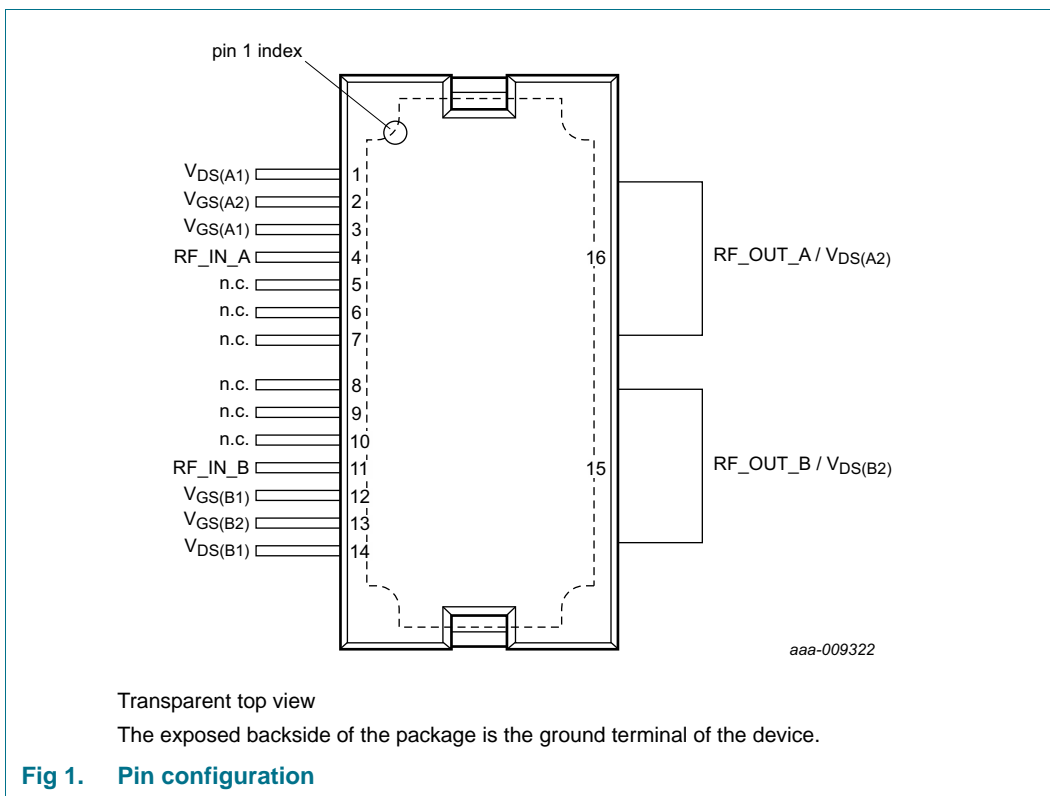 pin 1 index
VDS(A1) 1
VGS(A2) 2
VGS(A1) 3
RF_IN_A 4 16 RF_OUT_A / VDS(A2)
n.c. 5
n.c. 6
n.c. 7
n.c. 8
n.c. 9
n.c. 10
RF_IN_B 11 15 RF_OUT_B / VDS(B2)
VGS(B1) 12
VGS(B2) 13
VDS(B1) 14
aaa-009322
Transparent top view
The exposed backside of the package is the ground terminal of the device.
Fig 1. Pin configuration